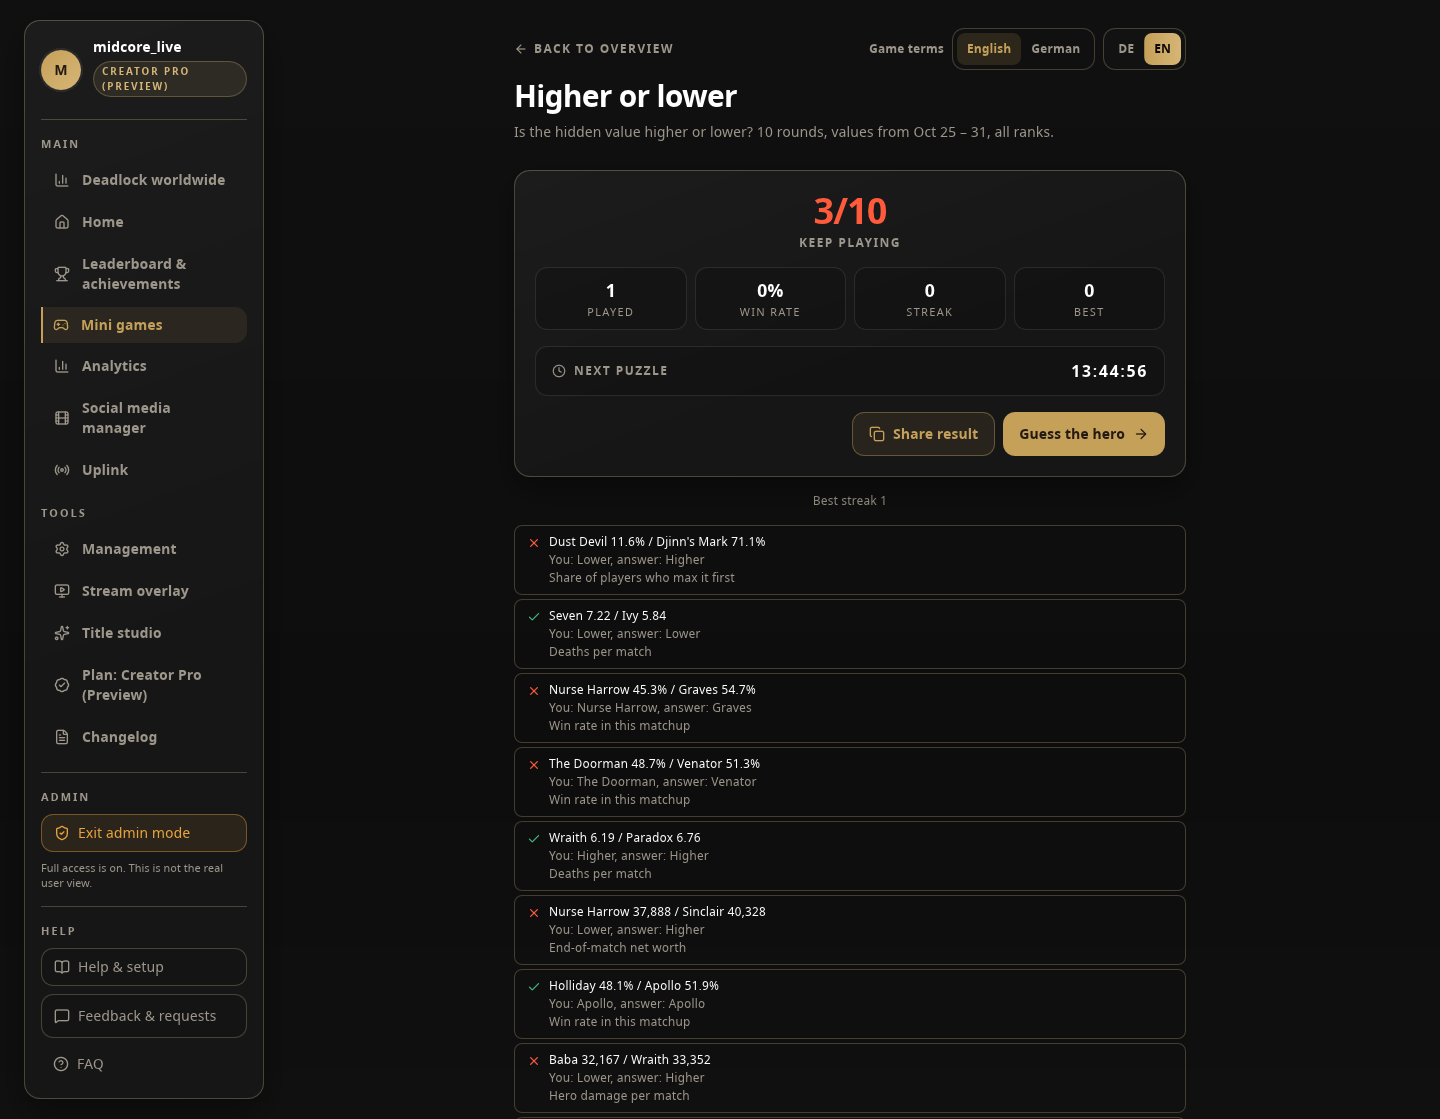 M
midcore_live
CREATOR PRO
(PREVIEW)
MAIN
Deadlock worldwide
Home
Leaderboard &
achievements
Mini games
Analytics
Social media
manager
Uplink
TOOLS
Management
Stream overlay
Title studio
Plan: Creator Pro
(Preview)
Changelog
ADMIN
Exit admin mode
Full access is on. This is not the real
user view.
HELP
Help & setup
Feedback & requests
FAQ
BACK TO OVERVIEW
Game terms
English
German
DE
EN
Higher or lower
Is the hidden value higher or lower? 10 rounds, values from Oct 25 – 31, all ranks.
3/10
KEEP PLAYING
1
PLAYED
0%
WIN RATE
0
STREAK
0
BEST
NEXT PUZZLE
13:44:56
Share result
Guess the hero
Best streak 1
Dust Devil 11.6% / Djinn's Mark 71.1%
You: Lower, answer: Higher
Share of players who max it first
Seven 7.22 / Ivy 5.84
You: Lower, answer: Lower
Deaths per match
Nurse Harrow 45.3% / Graves 54.7%
You: Nurse Harrow, answer: Graves
Win rate in this matchup
The Doorman 48.7% / Venator 51.3%
You: The Doorman, answer: Venator
Win rate in this matchup
Wraith 6.19 / Paradox 6.76
You: Higher, answer: Higher
Deaths per match
Nurse Harrow 37,888 / Sinclair 40,328
You: Lower, answer: Higher
End-of-match net worth
Holliday 48.1% / Apollo 51.9%
You: Apollo, answer: Apollo
Win rate in this matchup
Baba 32,167 / Wraith 33,352
You: Lower, answer: Higher
Hero damage per match